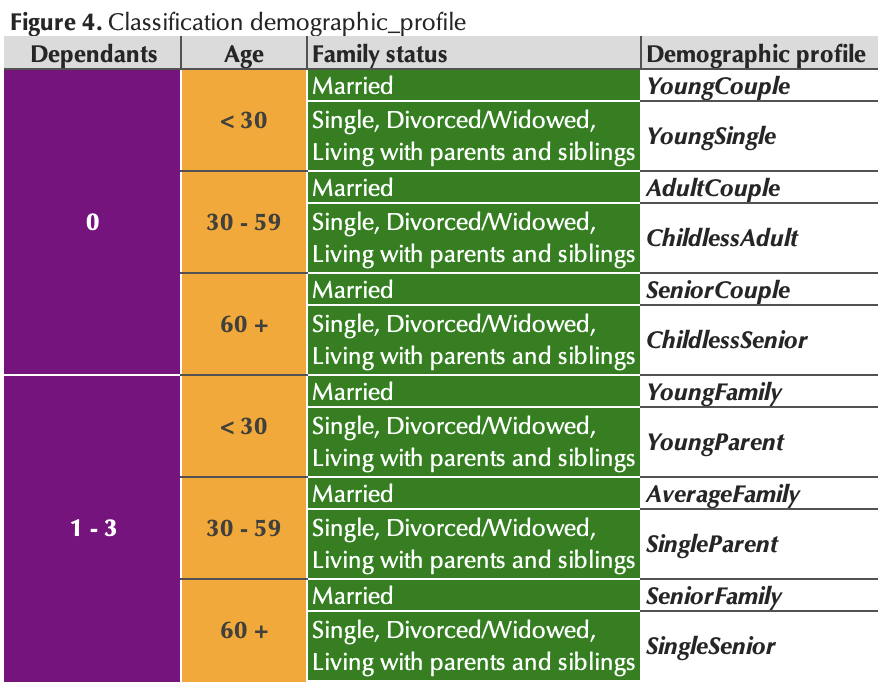 Figure 4. Classification demographic_profile
Dependants Age Family status Demographic profile
0
< 30
Married
YoungCouple
Single, Divorced/Widowed,
Living with parents and siblings
YoungSingle
30 - 59
Married
AdultCouple
Single, Divorced/Widowed,
Living with parents and siblings
ChildlessAdult
60 +
Married
SeniorCouple
Single, Divorced/Widowed,
Living with parents and siblings
ChildlessSenior
1 - 3
< 30
Married
YoungFamily
Single, Divorced/Widowed,
Living with parents and siblings
YoungParent
30 - 59
Married
AverageFamily
Single, Divorced/Widowed,
Living with parents and siblings
SingleParent
60 +
Married
SeniorFamily
Single, Divorced/Widowed,
Living with parents and siblings
SingleSenior